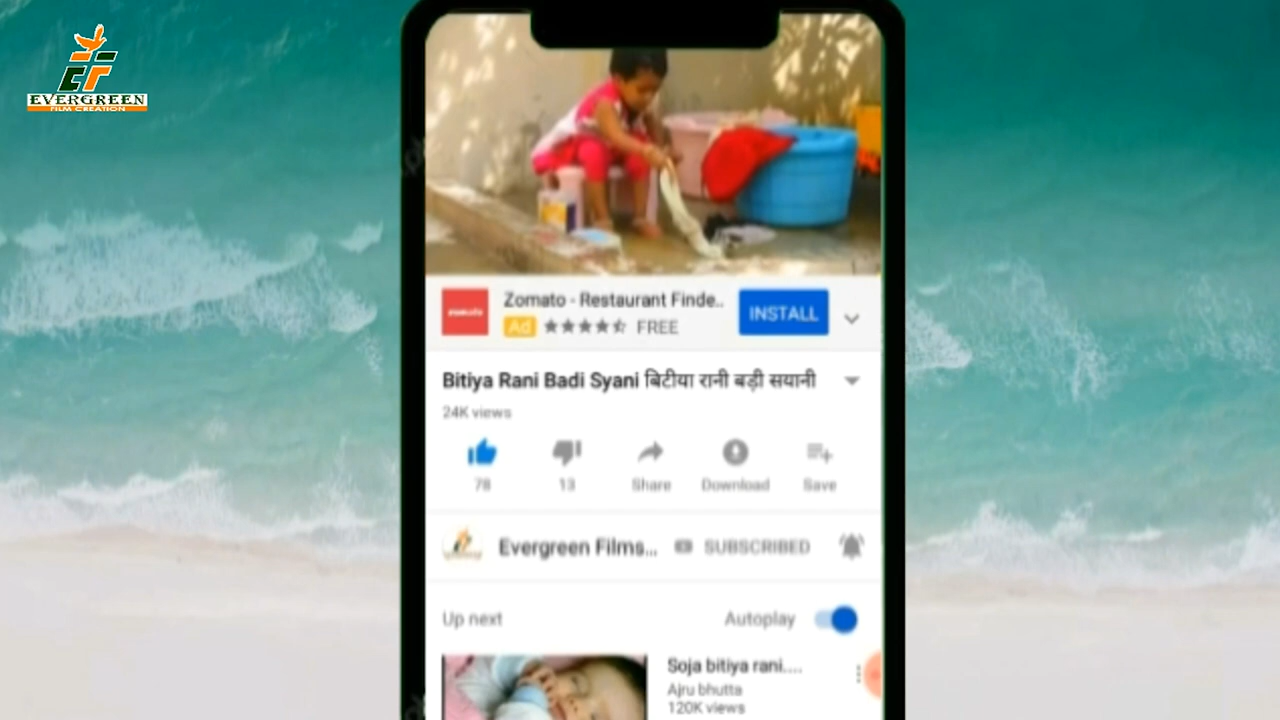 EVERGREEN
FILM CREATION
zomato
Zomato - Restaurant Finde..
Ad FREE
INSTALL
Bitiya Rani Badi Syani बिटीया रानी बड़ी सयानी
24K views
78
13
Share
Download
Save
Evergreen Films...
SUBSCRIBED
Up next
Autoplay
Soja bitiya rani....
Ajru bhutta
120K views